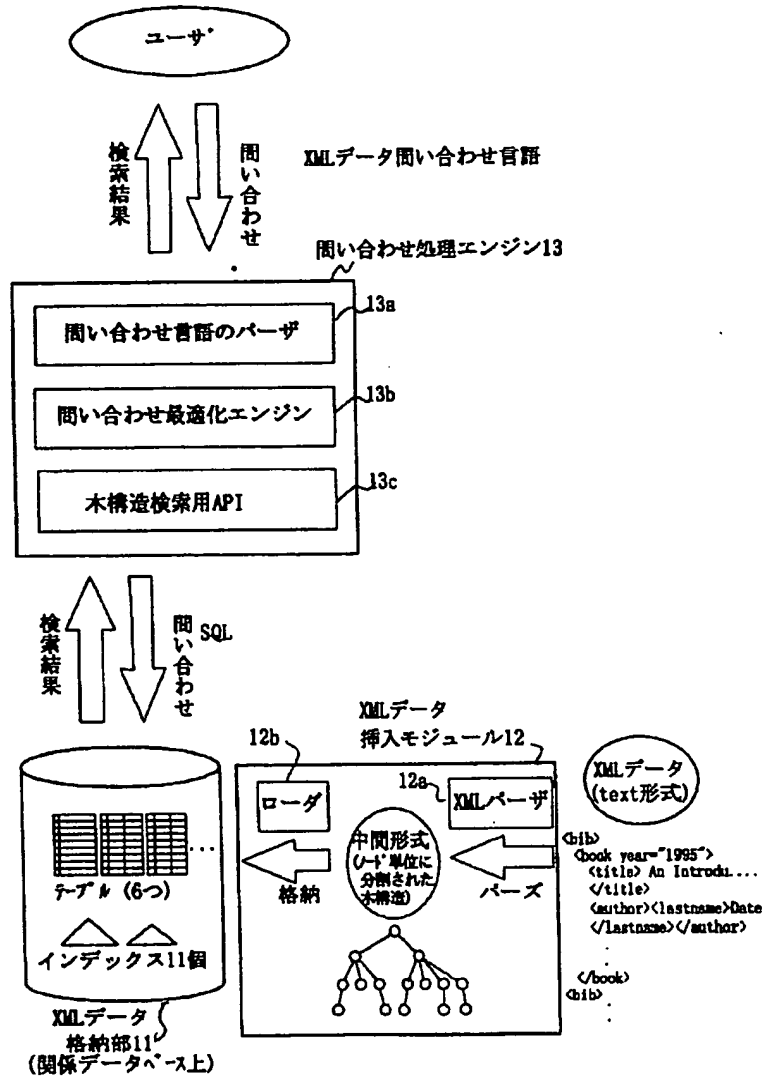 ユーザ
検索結果
問い合わせ
XMLデータ問い合わせ言語
問い合わせ処理エンジン13
13a
問い合わせ言語のパーザ
13b
問い合わせ最適化エンジン
13c
木構造検索用API
検索結果
問い合わせ
SQL
XMLデータ
挿入モジュール12
12b
ローダ
12a
XMLパーザ
XMLデータ
(text形式)
中間形式
(ノード単位に
分割された
木構造)
格納
パーズ
<bib>
<book year="1995">
<title> An Introdu....
</title>
<author><lastname>Date
</lastname></author>
.
.
</book>
<bib>
.
.
...
テーブル (6つ)
インデックス11個
XMLデータ
格納部11
(関係データベース上)